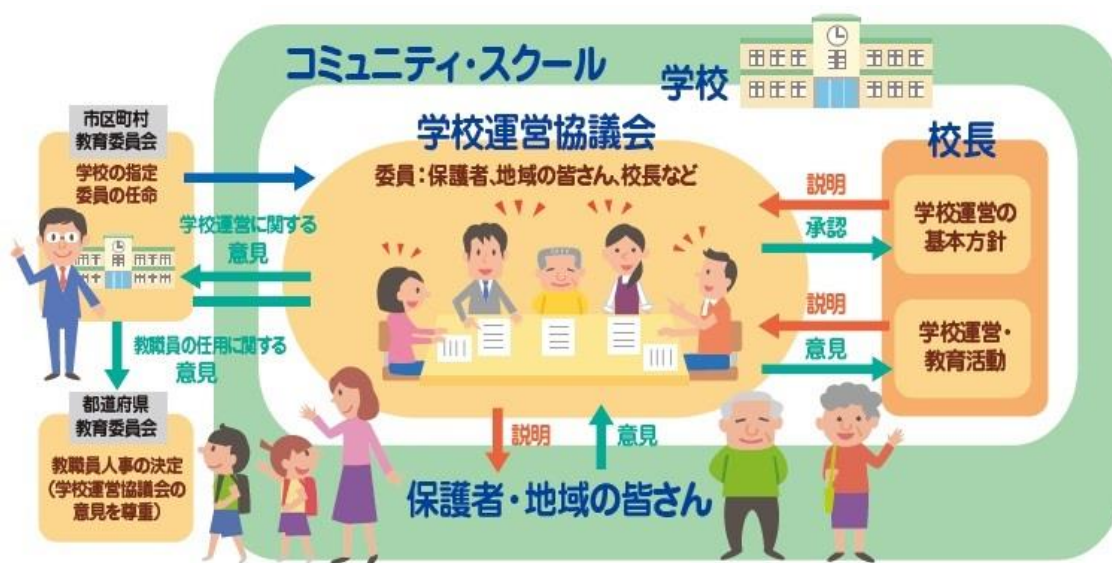 コミュニティ・スクール
学校
市区町村
教育委員会
学校の指定
委員の任命
学校運営に関する
意見
教職員の任用に関する
意見
都道府県
教育委員会
教職員人事の決定
(学校運営協議会の
意見を尊重)
学校運営協議会
委員:保護者、地域の皆さん、校長など
説明
承認
説明
意見
校長
学校運営の
基本方針
学校運営・
教育活動
説明
意見
保護者・地域の皆さん